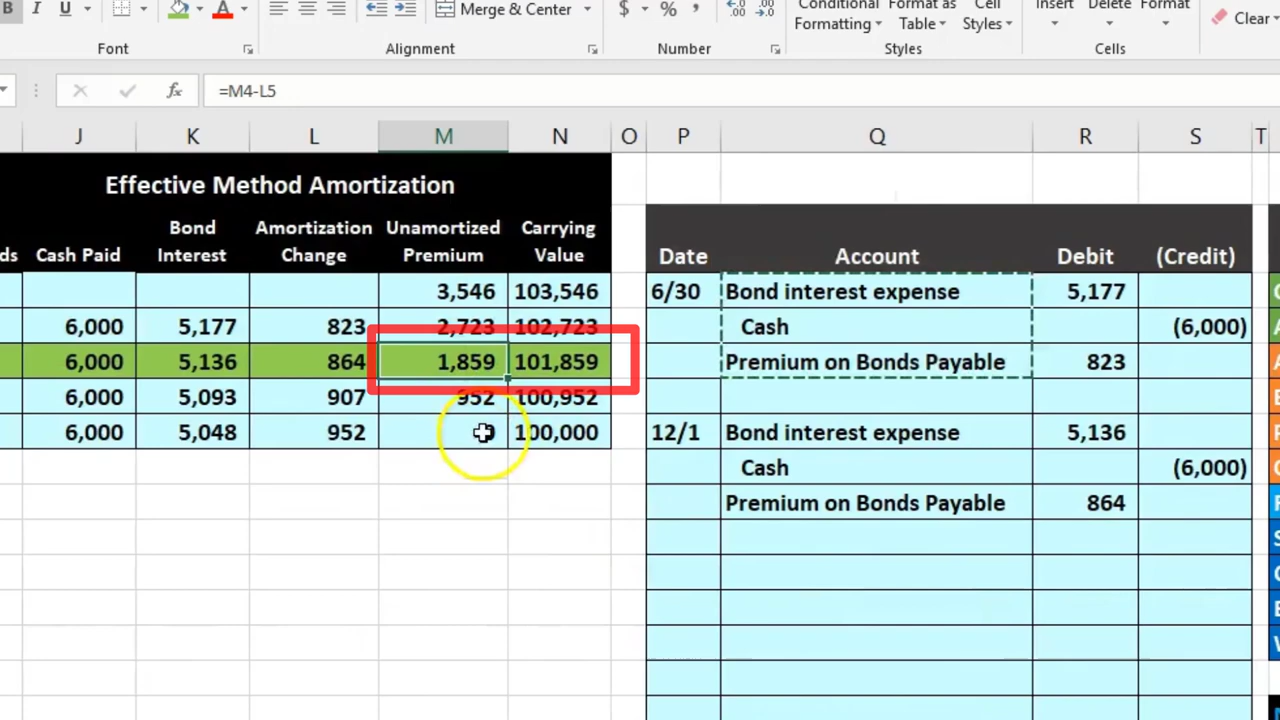 B I U A Merge & Center $ % , Conditional Format as Cell Insert Delete Format Clear
Formatting Table Styles
Font Alignment Number Styles Cells
fx =M4-L5
J K L M N O P Q R S T
Effective Method Amortization
Bond Amortization Unamortized Carrying
ds Cash Paid Interest Change Premium Value Date Account Debit (Credit)
3,546 103,546 6/30 Bond interest expense 5,177
6,000 5,177 823 2,723 102,723 Cash (6,000)
6,000 5,136 864 1,859 101,859 Premium on Bonds Payable 823
6,000 5,093 907 952 100,952
6,000 5,048 952 100,000 12/1 Bond interest expense 5,136
Cash (6,000)
Premium on Bonds Payable 864